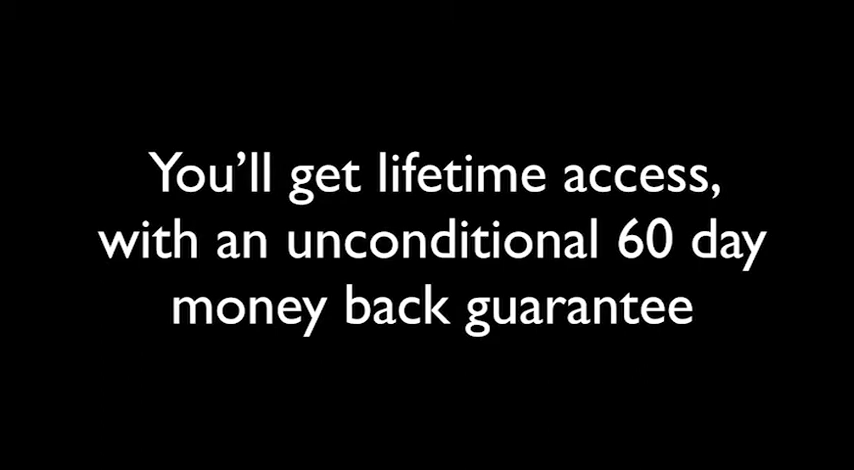 You’ll get lifetime access,
with an unconditional 60 day
money back guarantee